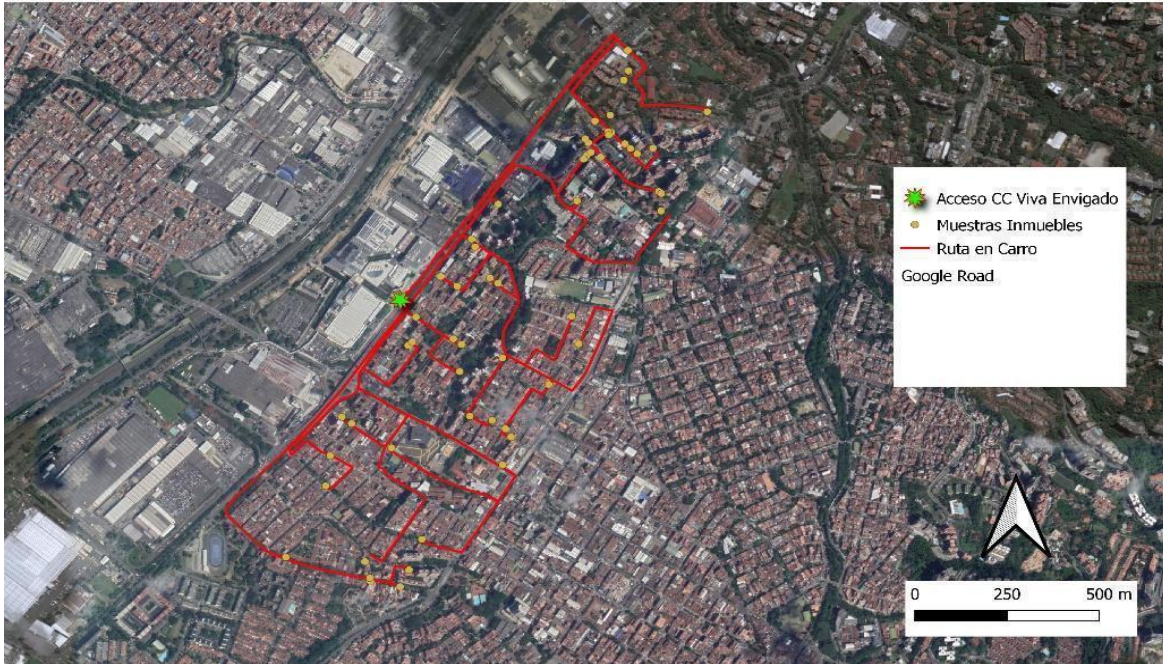 Acceso CC Viva Envigado
Muestras Inmuebles
Ruta en Carro
Google Road
0 250 500 m